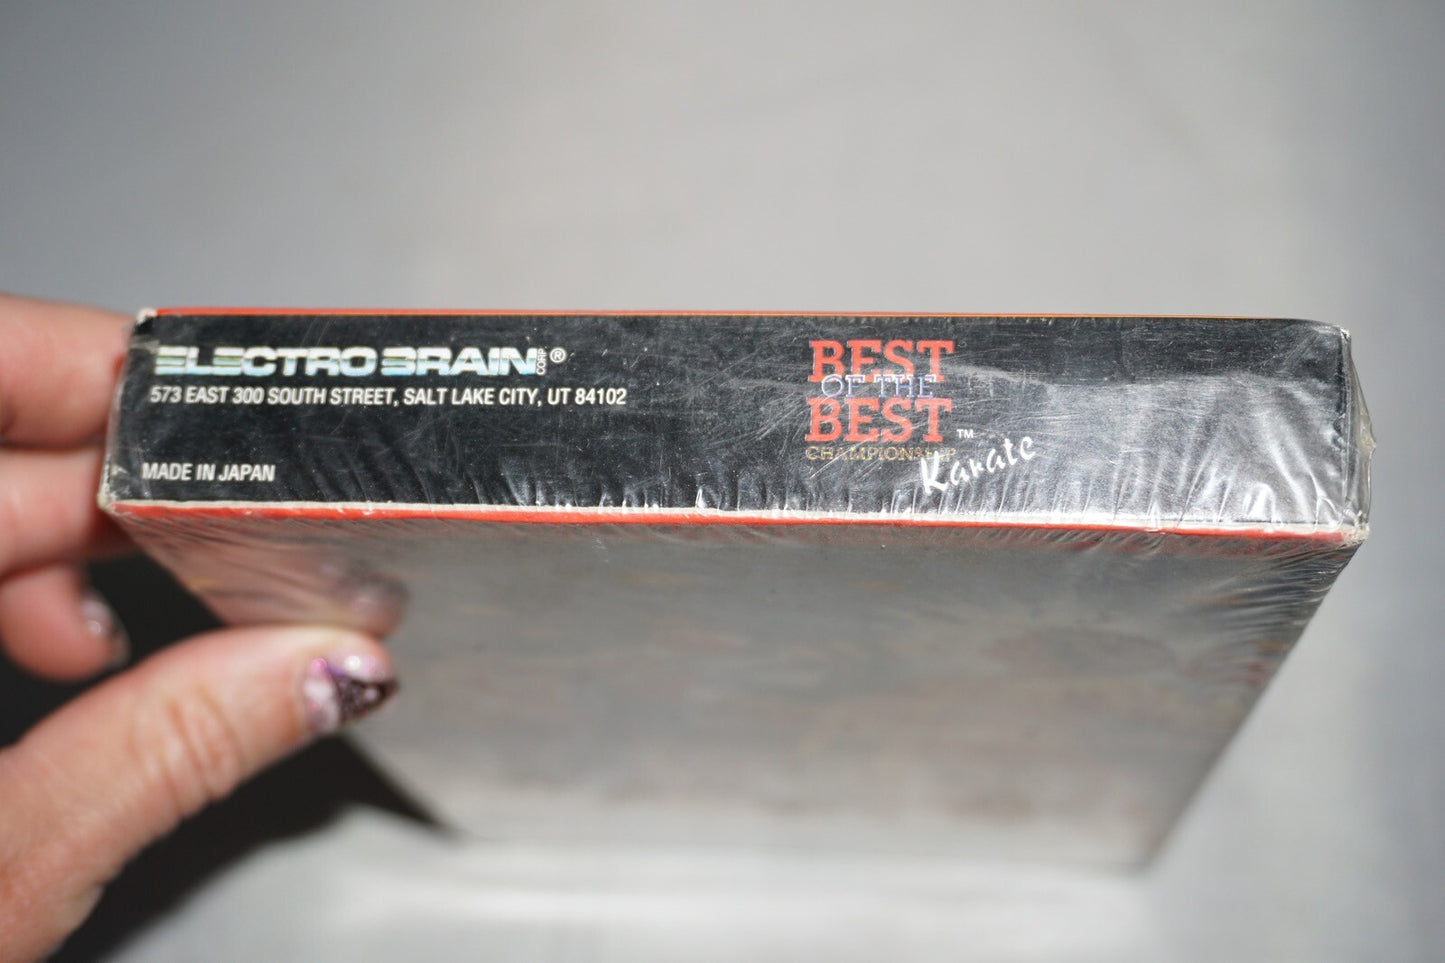 ELECTRO BRAIN CORP®
573 EAST 300 SOUTH STREET, SALT LAKE CITY, UT 84102
MADE IN JAPAN
BEST
OF THE
BEST™
CHAMPIONSHIP
Karate